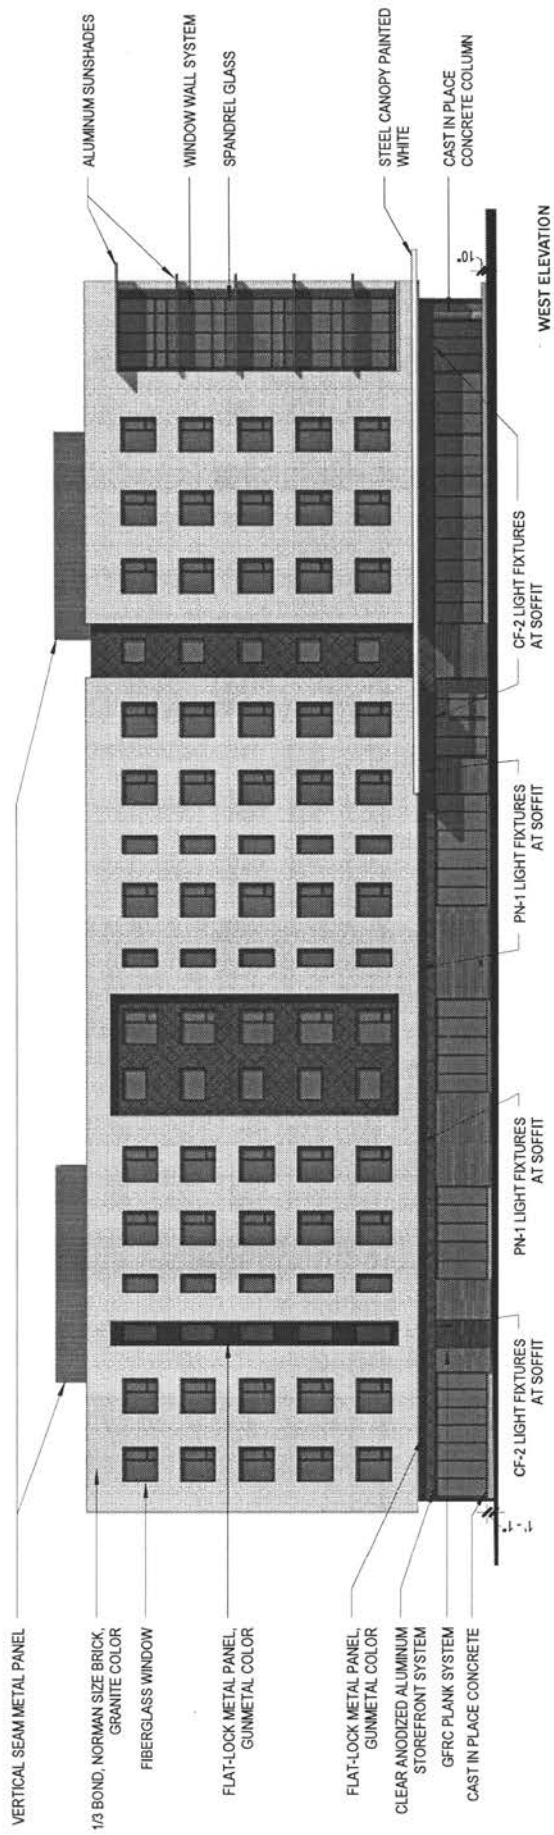 VERTICAL SEAM METAL PANEL
1/3 BOND, NORMAN SIZE BRICK,
GRANITE COLOR
FIBERGLASS WINDOW
FLAT-LOCK METAL PANEL,
GUNMETAL COLOR
FLAT-LOCK METAL PANEL,
GUNMETAL COLOR
CLEAR ANODIZED ALUMINUM
STOREFRONT SYSTEM
GFRC PLANK SYSTEM
CAST IN PLACE CONCRETE
1'-1"
CF-2 LIGHT FIXTURES
AT SOFFIT
PN-1 LIGHT FIXTURES
AT SOFFIT
PN-1 LIGHT FIXTURES
AT SOFFIT
CF-2 LIGHT FIXTURES
AT SOFFIT
ALUMINUM SUNSHADES
WINDOW WALL SYSTEM
SPANDREL GLASS
STEEL CANOPY PAINTED
WHITE
CAST IN PLACE
CONCRETE COLUMN
10"
WEST ELEVATION